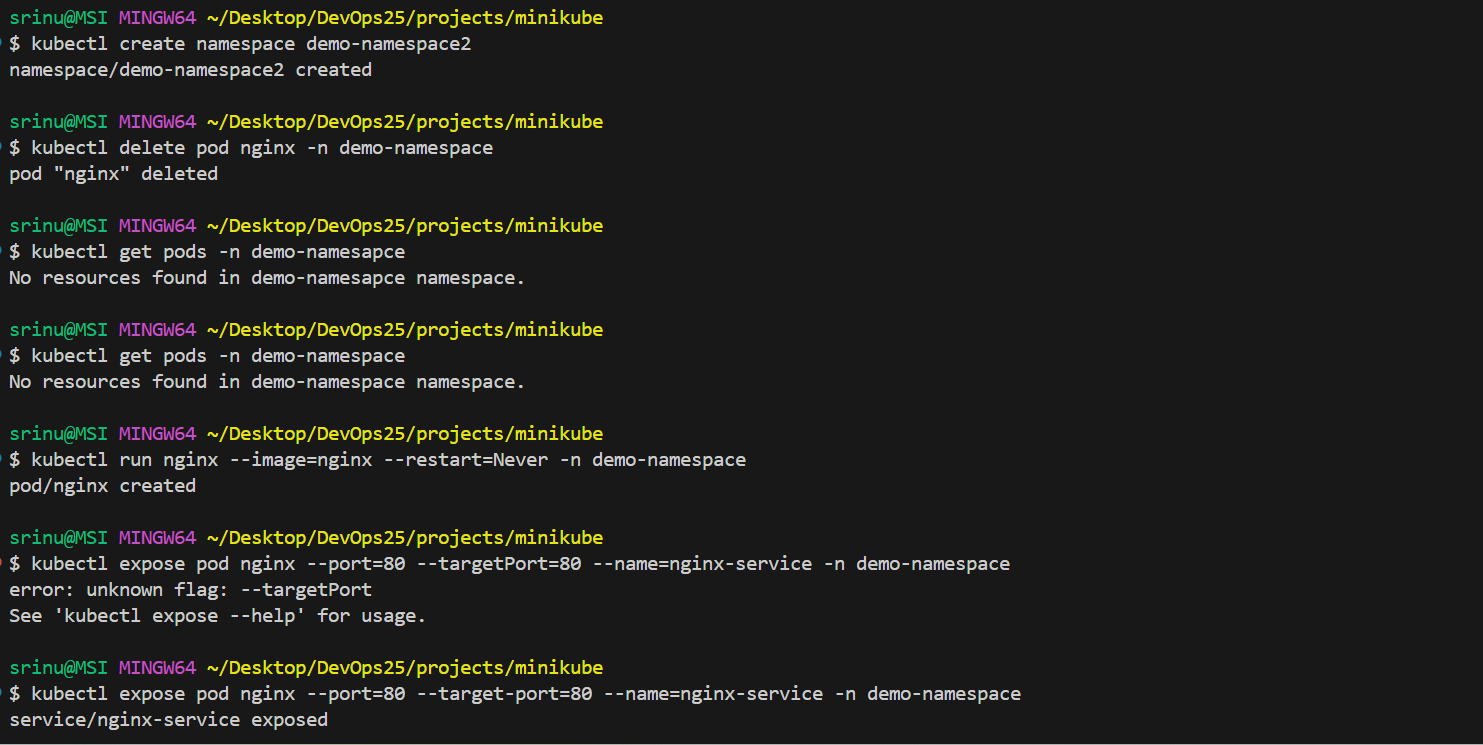 srinu@MSI MINGW64 ~/Desktop/DevOps25/projects/minikube
$ kubectl create namespace demo-namespace2
namespace/demo-namespace2 created
srinu@MSI MINGW64 ~/Desktop/DevOps25/projects/minikube
$ kubectl delete pod nginx -n demo-namespace
pod "nginx" deleted
srinu@MSI MINGW64 ~/Desktop/DevOps25/projects/minikube
$ kubectl get pods -n demo-namesapce
No resources found in demo-namesapce namespace.
srinu@MSI MINGW64 ~/Desktop/DevOps25/projects/minikube
$ kubectl get pods -n demo-namespace
No resources found in demo-namespace namespace.
srinu@MSI MINGW64 ~/Desktop/DevOps25/projects/minikube
$ kubectl run nginx --image=nginx --restart=Never -n demo-namespace
pod/nginx created
srinu@MSI MINGW64 ~/Desktop/DevOps25/projects/minikube
$ kubectl expose pod nginx --port=80 --targetPort=80 --name=nginx-service -n demo-namespace
error: unknown flag: --targetPort
See 'kubectl expose --help' for usage.
srinu@MSI MINGW64 ~/Desktop/DevOps25/projects/minikube
$ kubectl expose pod nginx --port=80 --target-port=80 --name=nginx-service -n demo-namespace
service/nginx-service exposed